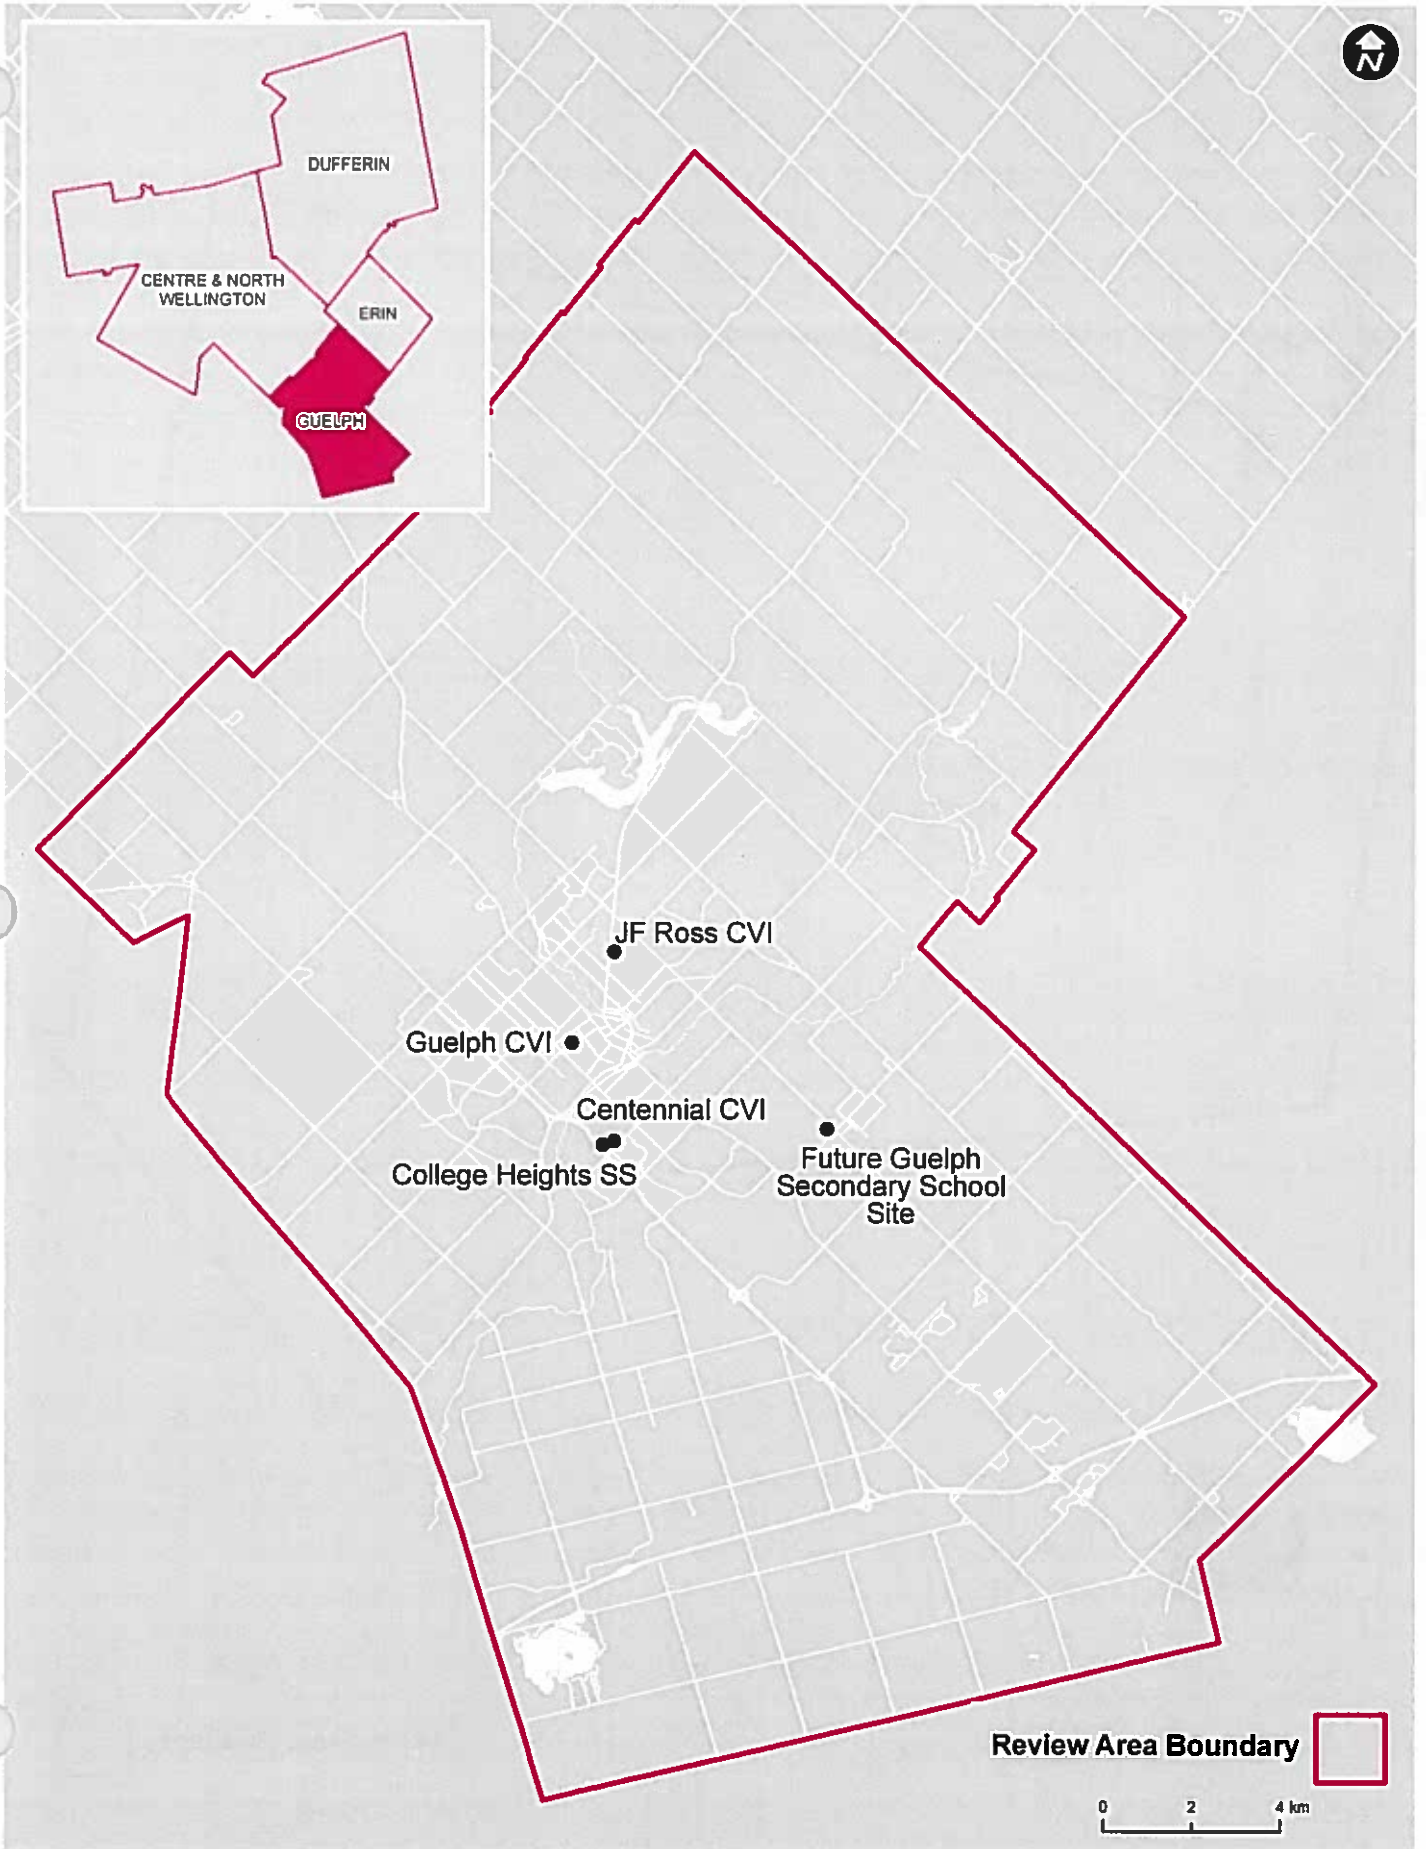 N
DUFFERIN
CENTRE & NORTH
WELLINGTON
ERIN
GUELPH
JF Ross CVI
Guelph CVI
Centennial CVI
College Heights SS
Future Guelph
Secondary School
Site
Review Area Boundary
0 2 4 km